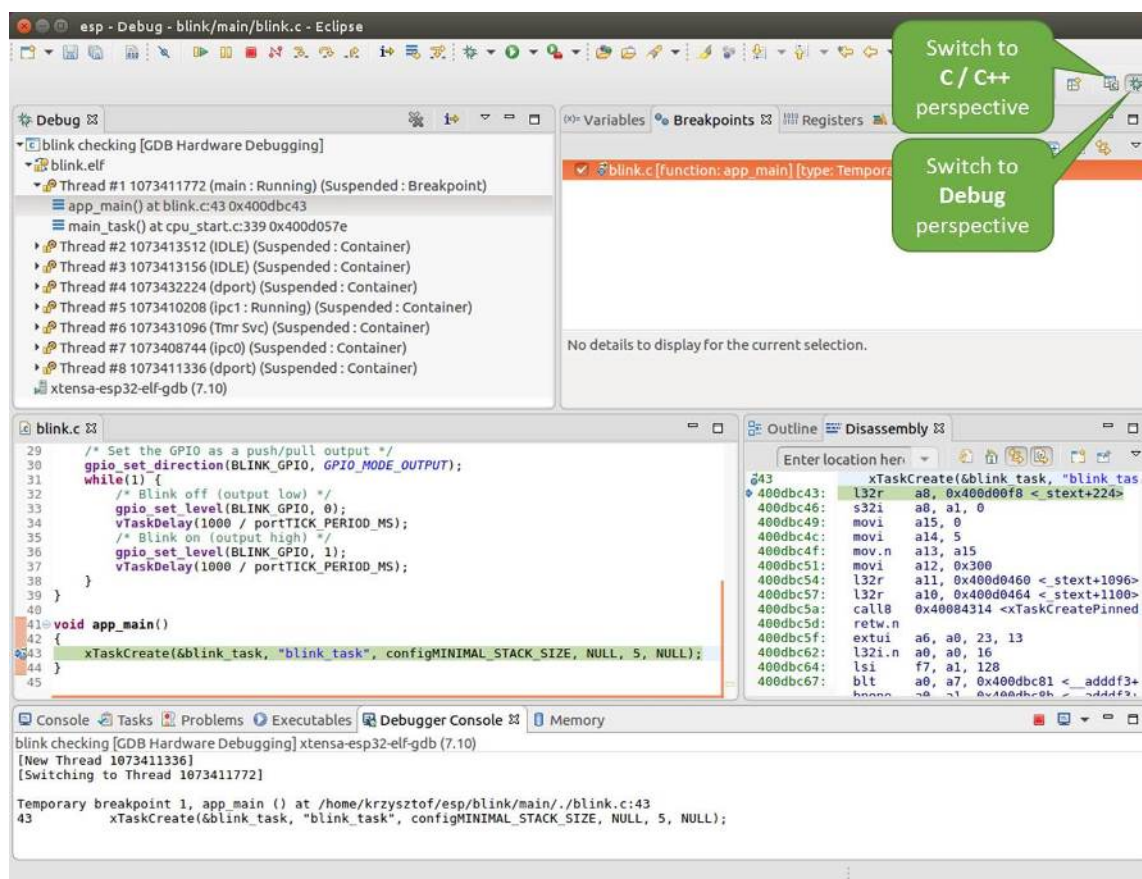 esp - Debug - blink/main/blink.c - Eclipse
Switch to
C / C++
perspective
Debug
Variables
Breakpoints
Registers
blink checking [GDB Hardware Debugging]
blink.elf
Thread #1 1073411772 (main : Running) (Suspended : Breakpoint)
app_main() at blink.c:43 0x400dbc43
main_task() at cpu_start.c:339 0x400d057e
Thread #2 1073413512 (IDLE) (Suspended : Container)
Thread #3 1073413156 (IDLE) (Suspended : Container)
Thread #4 1073432224 (dport) (Suspended : Container)
Thread #5 1073410208 (ipc1 : Running) (Suspended : Container)
Thread #6 1073431096 (Tmr Svc) (Suspended : Container)
Thread #7 1073408744 (ipc0) (Suspended : Container)
Thread #8 1073411336 (dport) (Suspended : Container)
xtensa-esp32-elf-gdb (7.10)
blink.c [function: app_main] [type: Tempora
Switch to
Debug
perspective
No details to display for the current selection.
blink.c
29 /* Set the GPIO as a push/pull output */
30 gpio_set_direction(BLINK_GPIO, GPIO_MODE_OUTPUT);
31 while(1) {
32 /* Blink off (output low) */
33 gpio_set_level(BLINK_GPIO, 0);
34 vTaskDelay(1000 / portTICK_PERIOD_MS);
35 /* Blink on (output high) */
36 gpio_set_level(BLINK_GPIO, 1);
37 vTaskDelay(1000 / portTICK_PERIOD_MS);
38 }
39 }
40
41 void app_main()
42 {
43 xTaskCreate(&blink_task, "blink_task", configMINIMAL_STACK_SIZE, NULL, 5, NULL);
44 }
45
Outline Disassembly
Enter location her
43 xTaskCreate(&blink_task, "blink_tas
400dbc43: l32r a8, 0x400d00f8 <_stext+224>
400dbc46: s32i a8, a1, 0
400dbc49: movi a15, 0
400dbc4c: movi a14, 5
400dbc4f: mov.n a13, a15
400dbc51: movi a12, 0x300
400dbc54: l32r a11, 0x400d0460 <_stext+1096>
400dbc57: l32r a10, 0x400d0464 <_stext+1100>
400dbc5a: call8 0x40084314 <xTaskCreatePinned
400dbc5d: retw.n
400dbc5f: extui a6, a0, 23, 13
400dbc62: l32i.n a0, a0, 16
400dbc64: lsi f7, a1, 128
400dbc67: blt a0, a7, 0x400dbc81 <__adddf3+
Console Tasks Problems Executables Debugger Console Memory
blink checking [GDB Hardware Debugging] xtensa-esp32-elf-gdb (7.10)
[New Thread 1073411336]
[Switching to Thread 1073411772]
Temporary breakpoint 1, app_main () at /home/krzysztof/esp/blink/main/./blink.c:43
43 xTaskCreate(&blink_task, "blink_task", configMINIMAL_STACK_SIZE, NULL, 5, NULL);